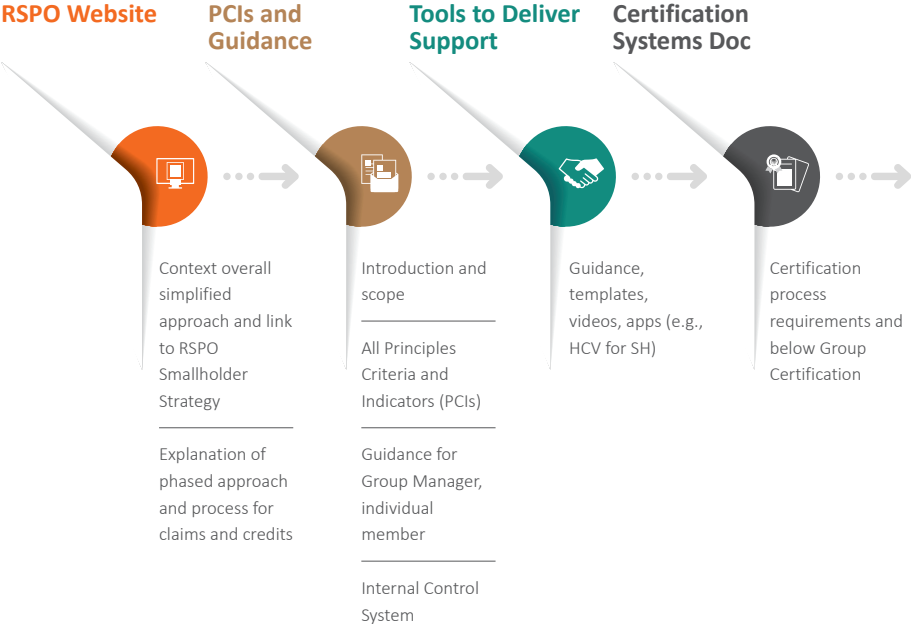 RSPO Website
PCIs and
Guidance
Tools to Deliver
Support
Certification
Systems Doc
Context overall
simplified
approach and link
to RSPO
Smallholder
Strategy
Explanation of
phased approach
and process for
claims and credits
Introduction and
scope
All Principles
Criteria and
Indicators (PCIs)
Guidance for
Group Manager,
individual
member
Internal Control
System
Guidance,
templates,
videos, apps (e.g.,
HCV for SH)
Certification
process
requirements and
below Group
Certification